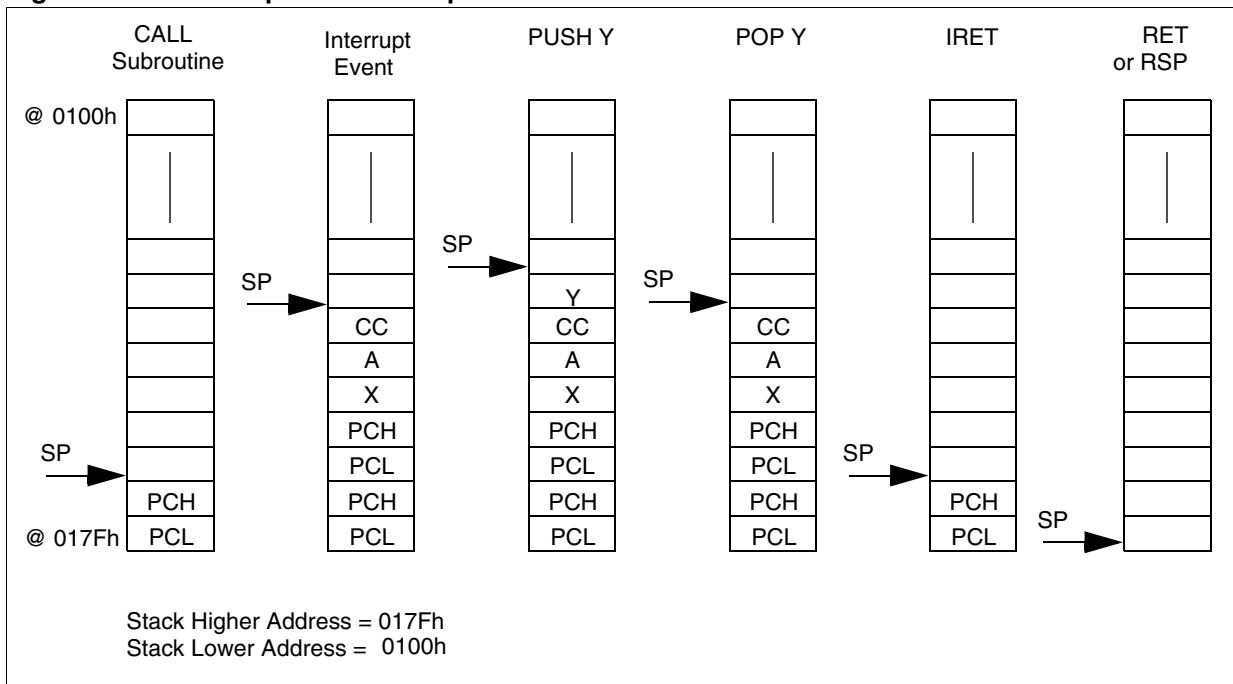 CALL
Subroutine
Interrupt
Event
PUSH Y
POP Y
IRET
RET
or RSP
@ 0100h
SP
SP
SP
SP
SP
SP
Y
CC
CC
CC
A
A
A
X
X
X
PCH
PCH
PCH
PCL
PCL
PCL
PCH
PCH
PCH
PCH
PCH
@ 017Fh
PCL
PCL
PCL
PCL
PCL
Stack Higher Address = 017Fh
Stack Lower Address = 0100h